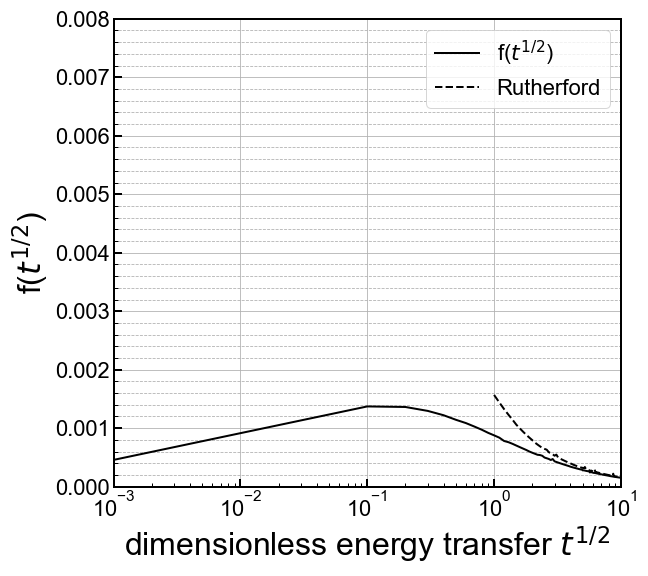 0.008
0.007
0.006
0.005
0.004
0.003
0.002
0.001
0.000
f(t^{1/2})
f(t^{1/2})
Rutherford
10^{-3} 10^{-2} 10^{-1} 10^{0} 10^{1}
dimensionless energy transfer t^{1/2}